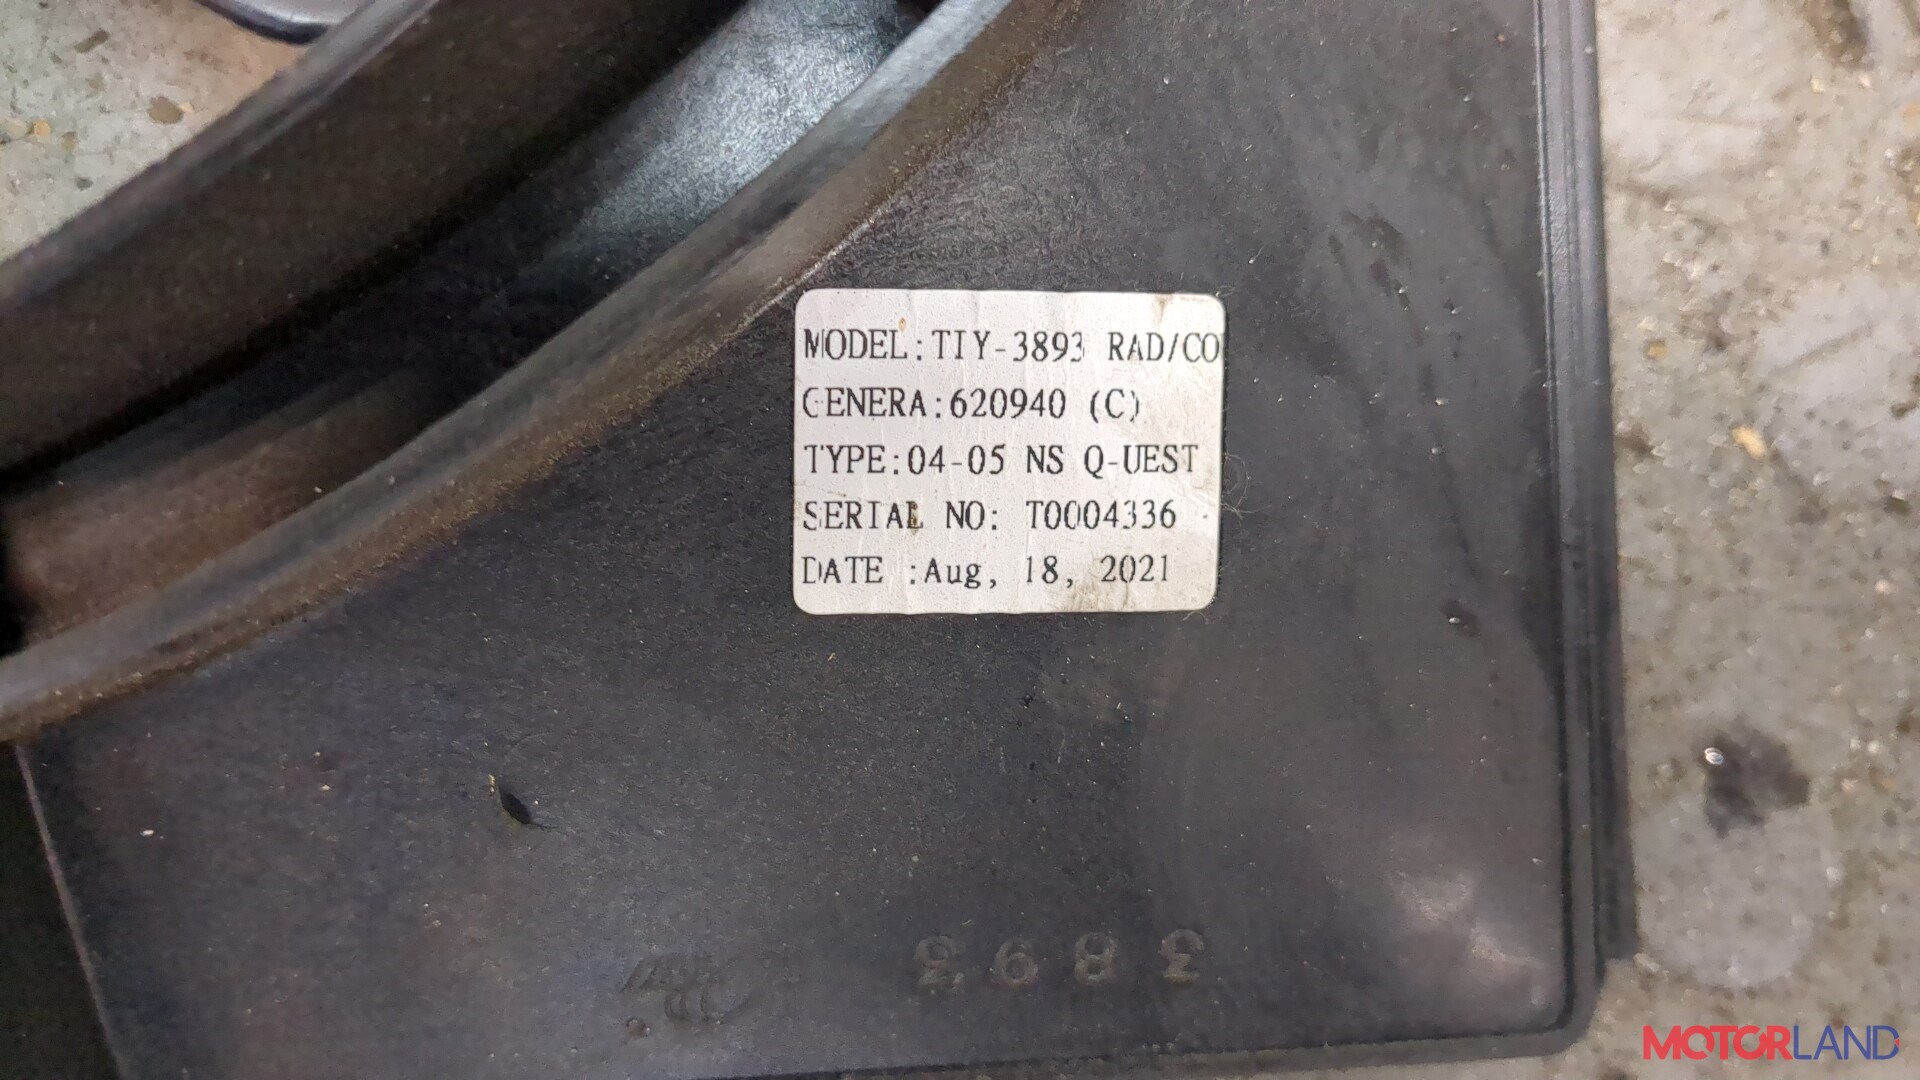 MODEL:TIY-3893 RAD/CO
GENERA:620940 (C)
TYPE:04-05 NS Q-UEST
SERIAL NO: T0004336
DATE :Aug, 18, 2021
3893
MOTORLAND